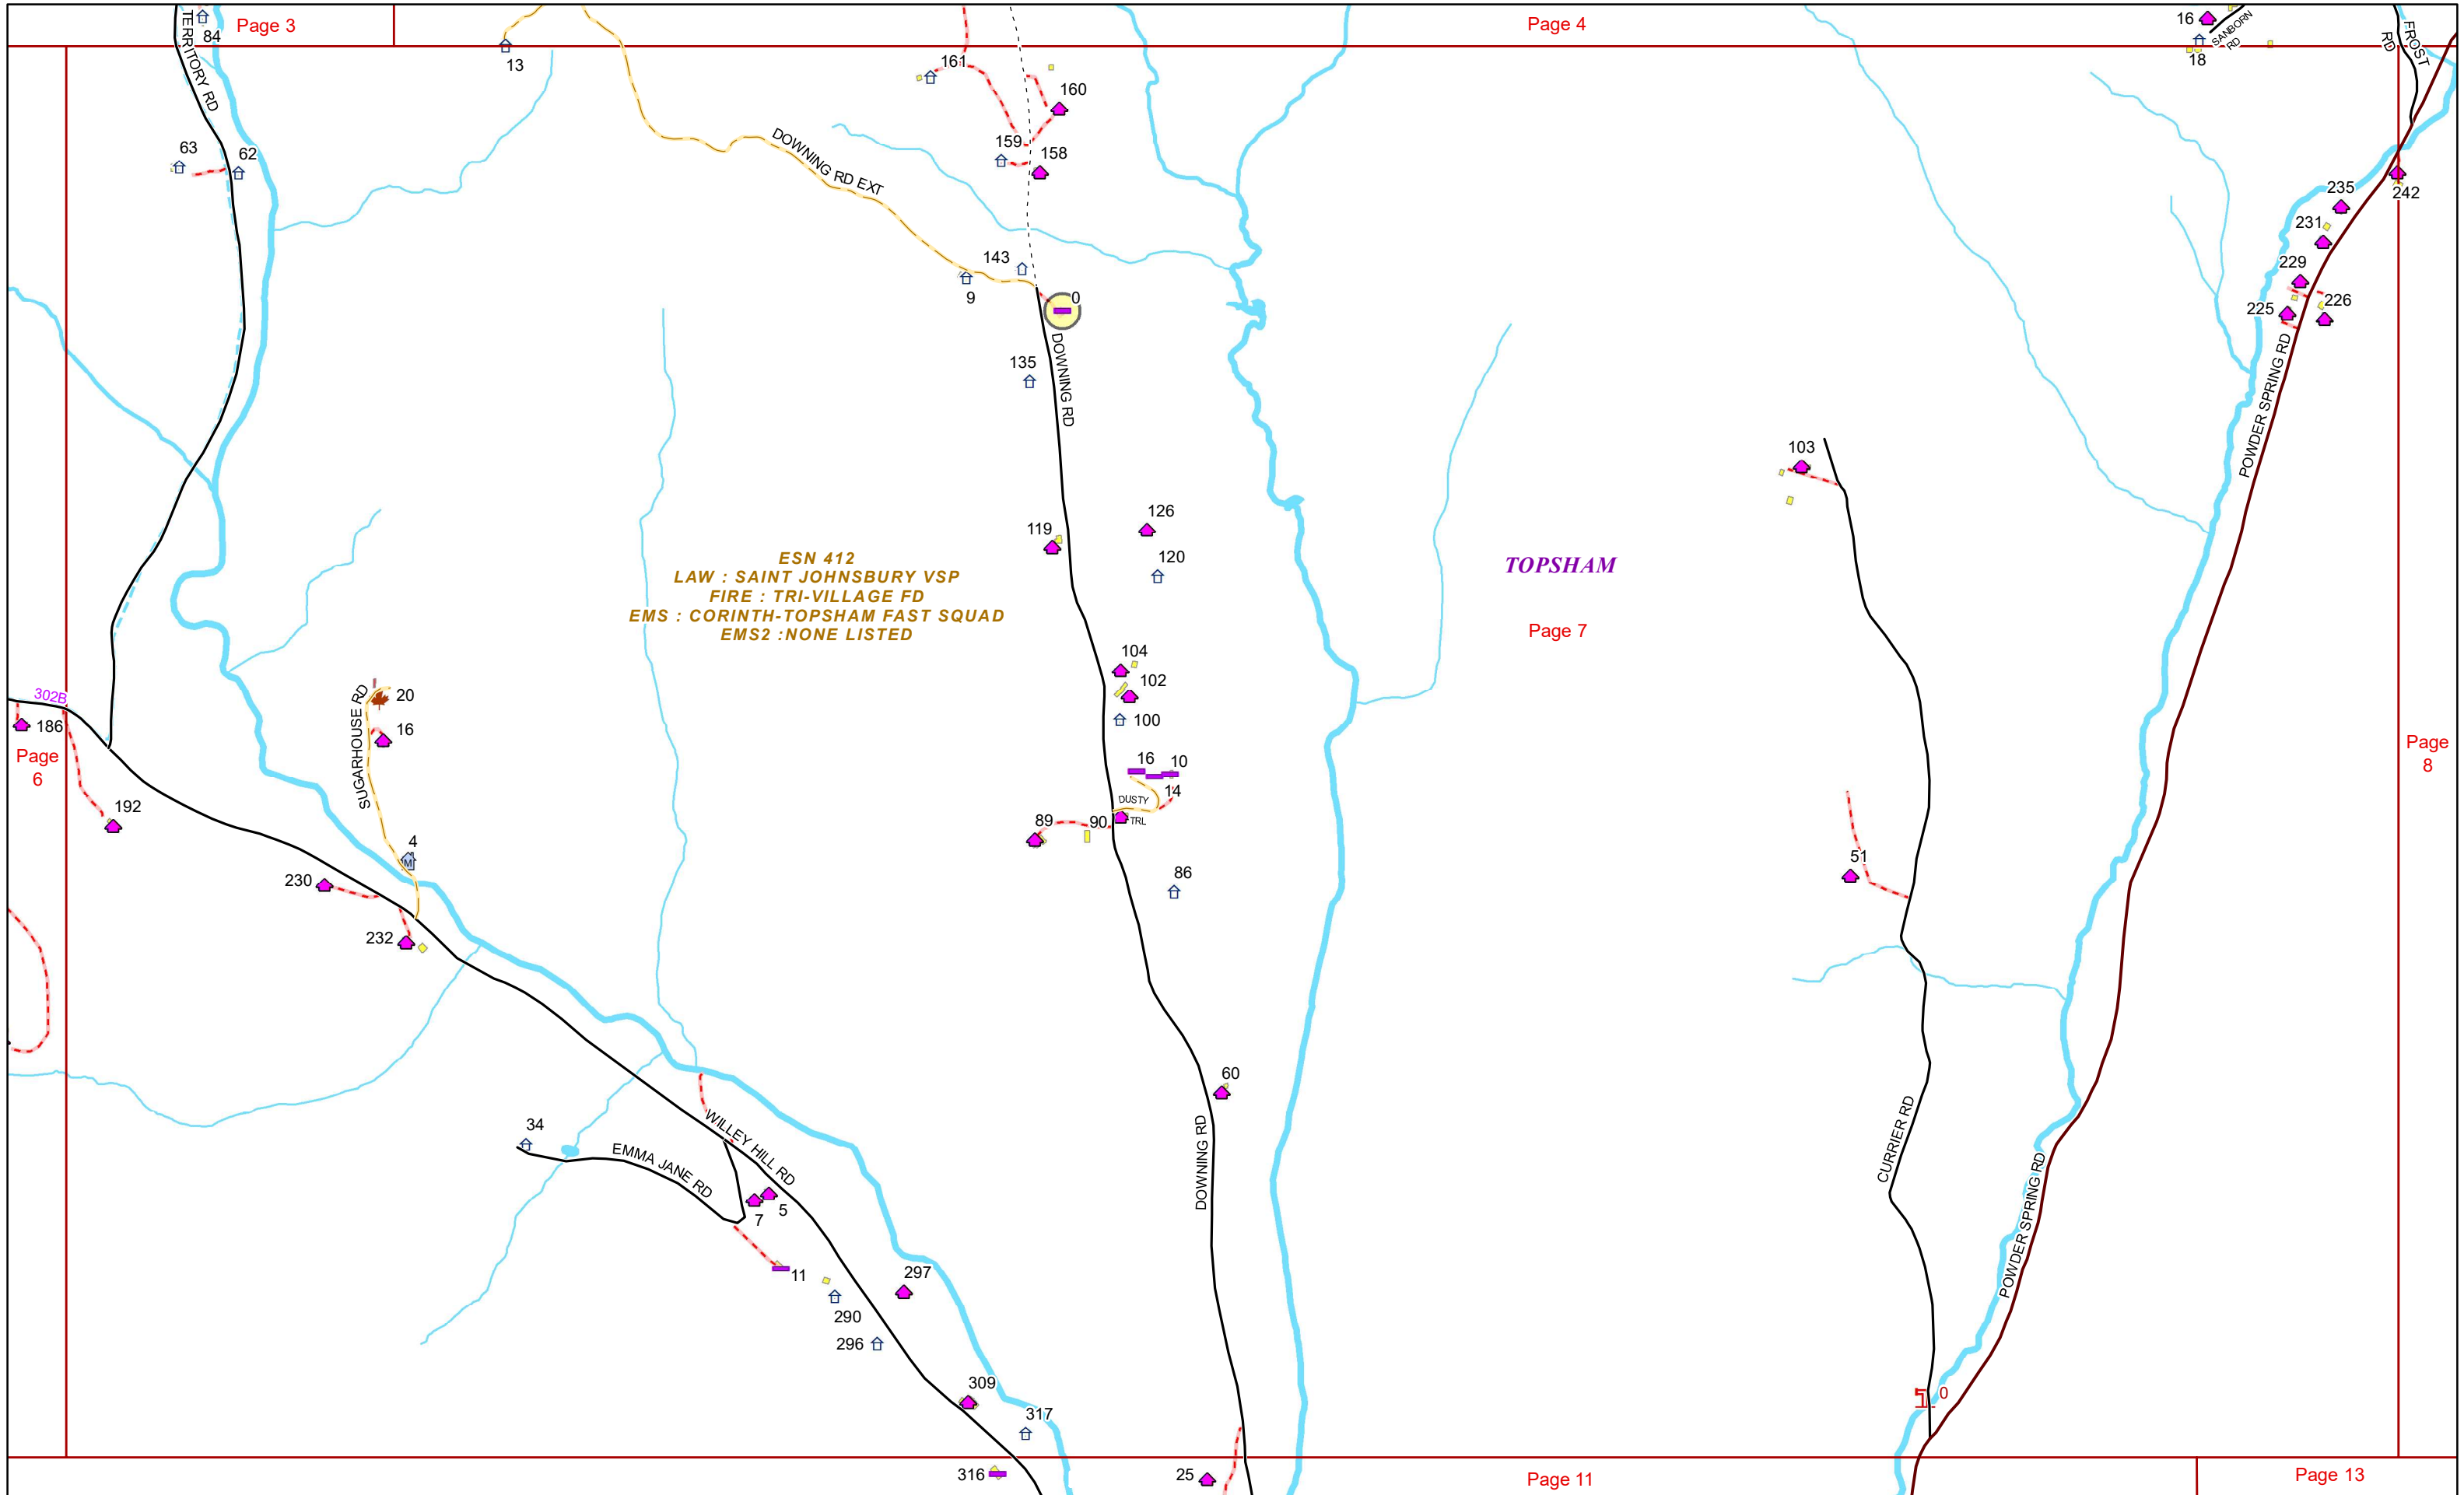 Page 3
Page 4
84
TERRITORY RD
13
161
160
16
SANBORN
RD
18
FROST
RD
63
62
159
158
DOWNING RD EXT
235
242
231
143
9
0
229
226
225
135
DOWNING RD
POWDER SPRING RD
103
126
119
120
ESN 412
LAW : SAINT JOHNSBURY VSP
FIRE : TRI-VILLAGE FD
EMS : CORINTH-TOPSHAM FAST SQUAD
EMS2 :NONE LISTED
TOPSHAM
Page 7
104
102
100
302B
186
Page
6
SUGARHOUSE RD
20
16
Page
8
16
10
14
DUSTY
TRL
192
89
90
4
M
51
86
230
232
60
34
EMMA JANE RD
WILLEY HILL RD
DOWNING RD
CURRIER RD
POWDER SPRING RD
5
7
11
297
290
296
309
0
317
316
25
Page 11
Page 13